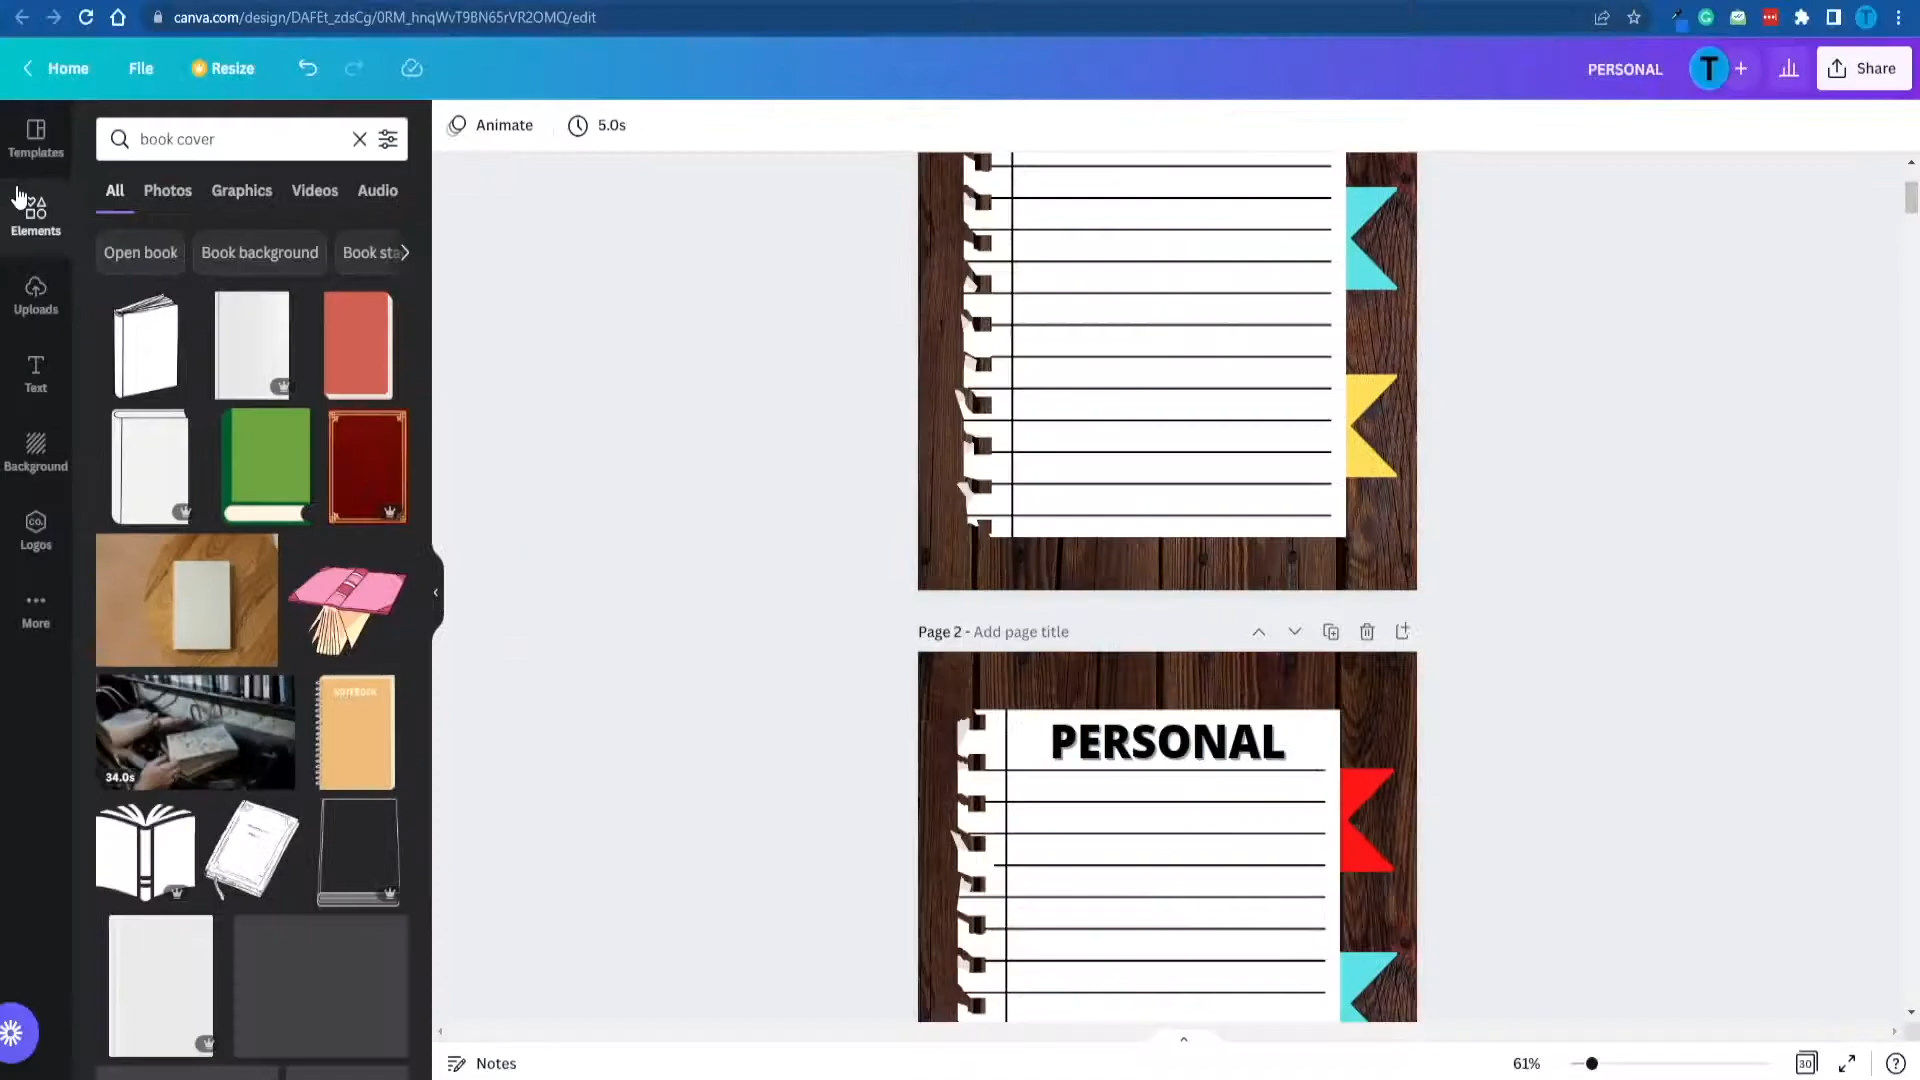 canva.com/design/DAFEt_zdsCg/0RM_hnqWvT9BN65rVR2OMQ/edit
Home
File
Resize
PERSONAL
T
Share
Templates
Elements
Uploads
Text
Background
CO.
Logos
More
book cover
All
Photos
Graphics
Videos
Audio
Open book
Book background
Book sta
NOTEBOOK
34.0s
Animate
5.0s
Page 2 - Add page title
PERSONAL
Notes
61%
30